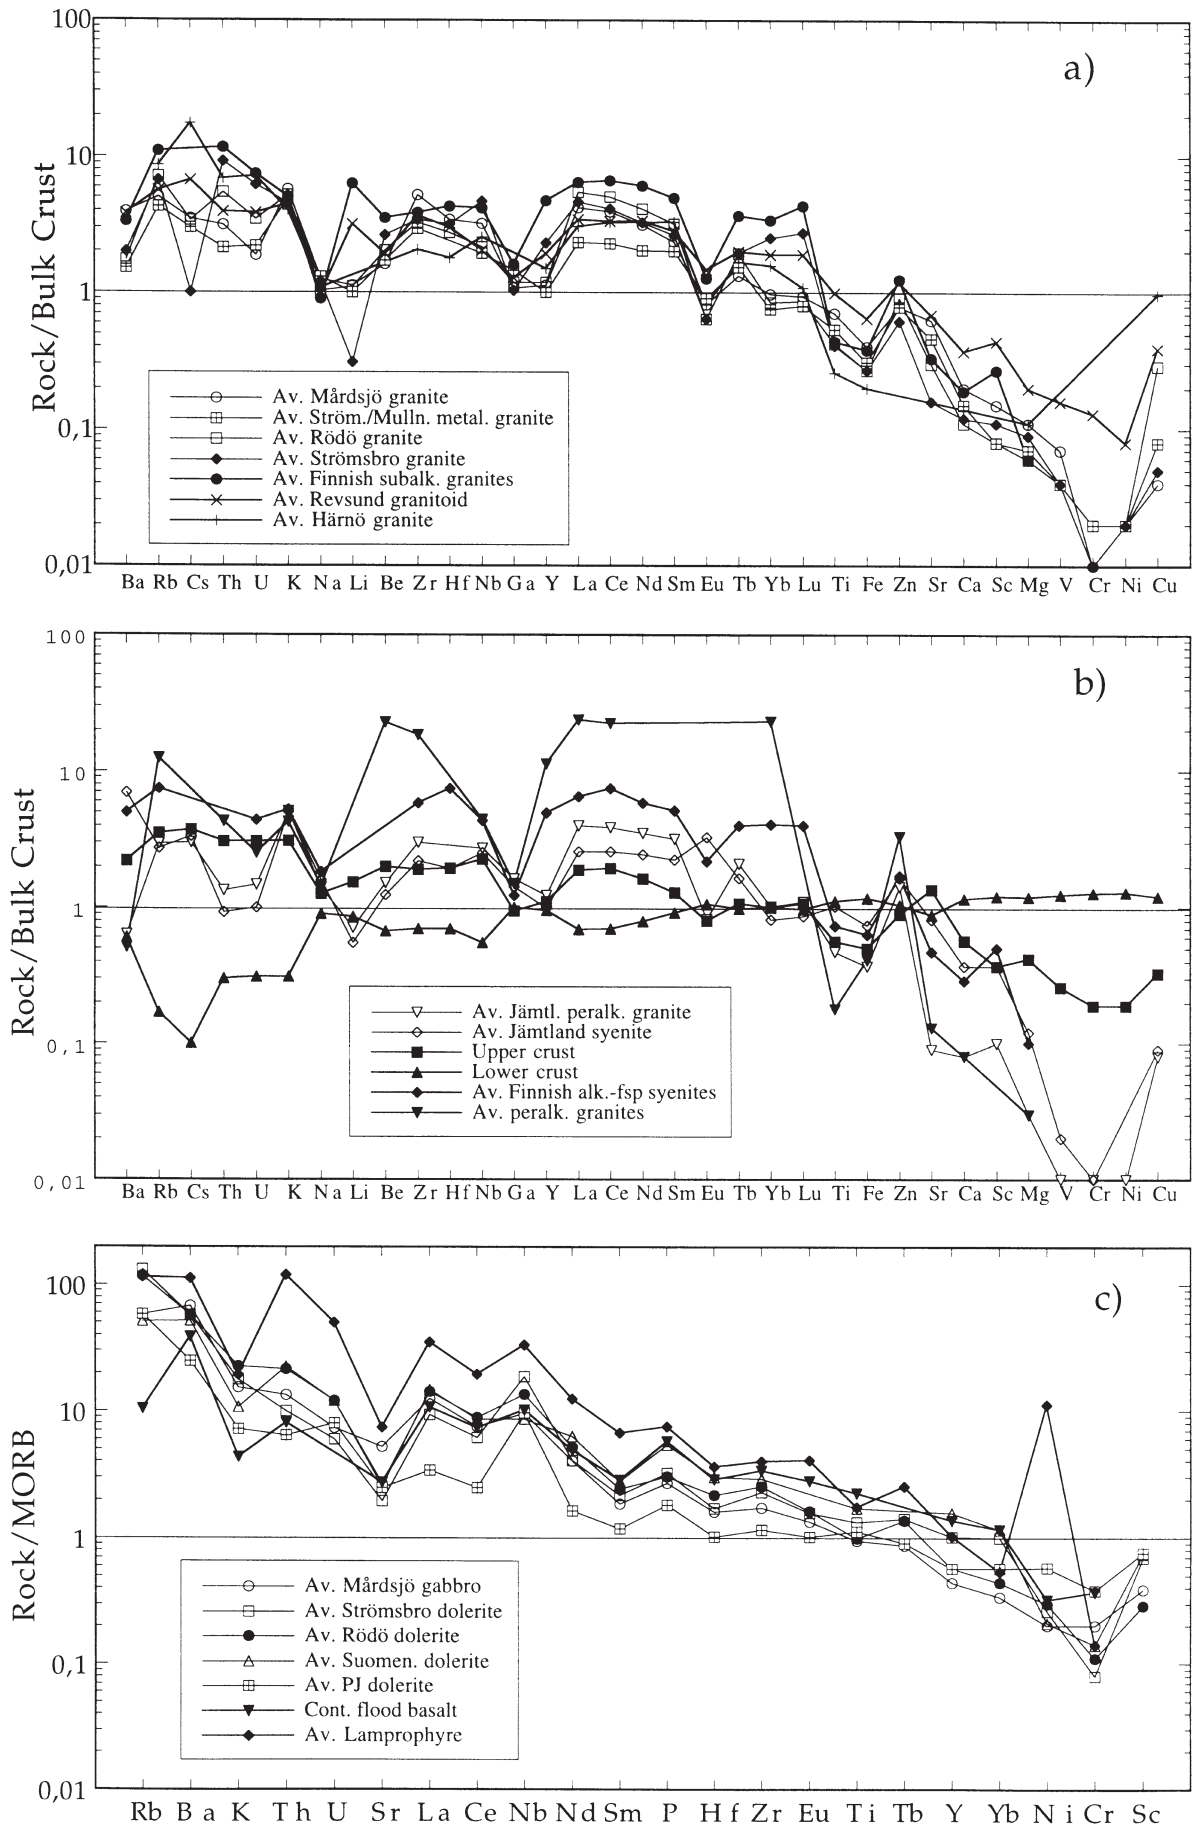 100
10
1
0,1
0,01
Rock/Bulk Crust
a)
Av. Mårdsjö granite
Av. Ström./Mulln. metal. granite
Av. Rödö granite
Av. Strömsbro granite
Av. Finnish subalk. granites
Av. Revsund granitoid
Av. Härnö granite
Ba Rb Cs Th U K Na Li Be Zr Hf Nb Ga Y La Ce Nd Sm Eu Tb Yb Lu Ti Fe Zn Sr Ca Sc Mg V Cr Ni Cu
100
10
1
0,1
0,01
Rock/Bulk Crust
b)
Av. Jämtl. peralk. granite
Av. Jämtland syenite
Upper crust
Lower crust
Av. Finnish alk.-fsp syenites
Av. peralk. granites
Ba Rb Cs Th U K Na Li Be Zr Hf Nb Ga Y La Ce Nd Sm Eu Tb Yb Lu Ti Fe Zn Sr Ca Sc Mg V Cr Ni Cu
100
10
1
0,1
0,01
Rock/MORB
c)
Av. Mårdsjö gabbro
Av. Strömsbro dolerite
Av. Rödö dolerite
Av. Suomen. dolerite
Av. PJ dolerite
Cont. flood basalt
Av. Lamprophyre
Rb Ba K Th U Sr La Ce Nb Nd Sm P Hf Zr Eu Ti Tb Y Yb Ni Cr Sc